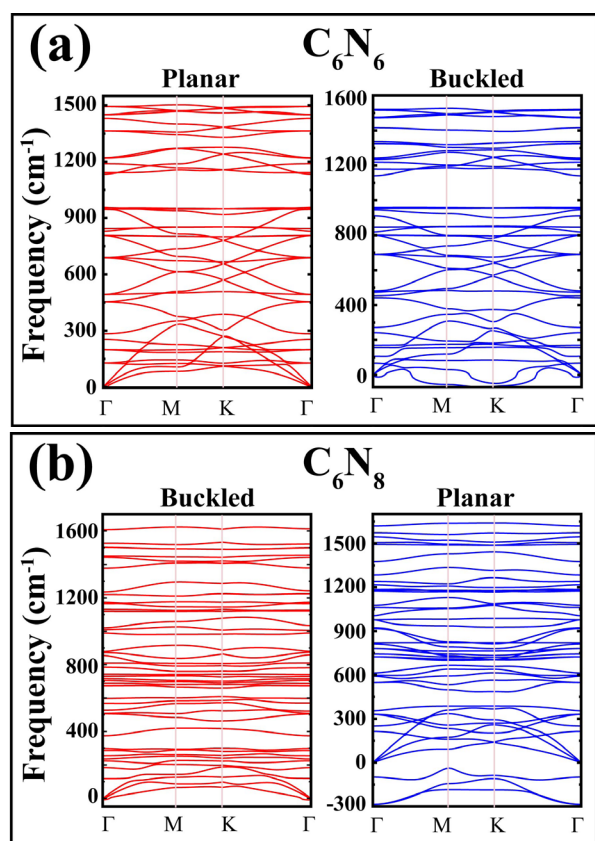 (a) C₆N₆
Planar Buckled
Frequency (cm⁻¹)
1500
1200
900
600
300
0
Γ M K Γ
1600
1200
800
400
0
Γ M K Γ
(b) C₆N₈
Buckled Planar
Frequency (cm⁻¹)
1600
1200
800
400
0
Γ M K Γ
1500
1200
900
600
300
0
-300
Γ M K Γ